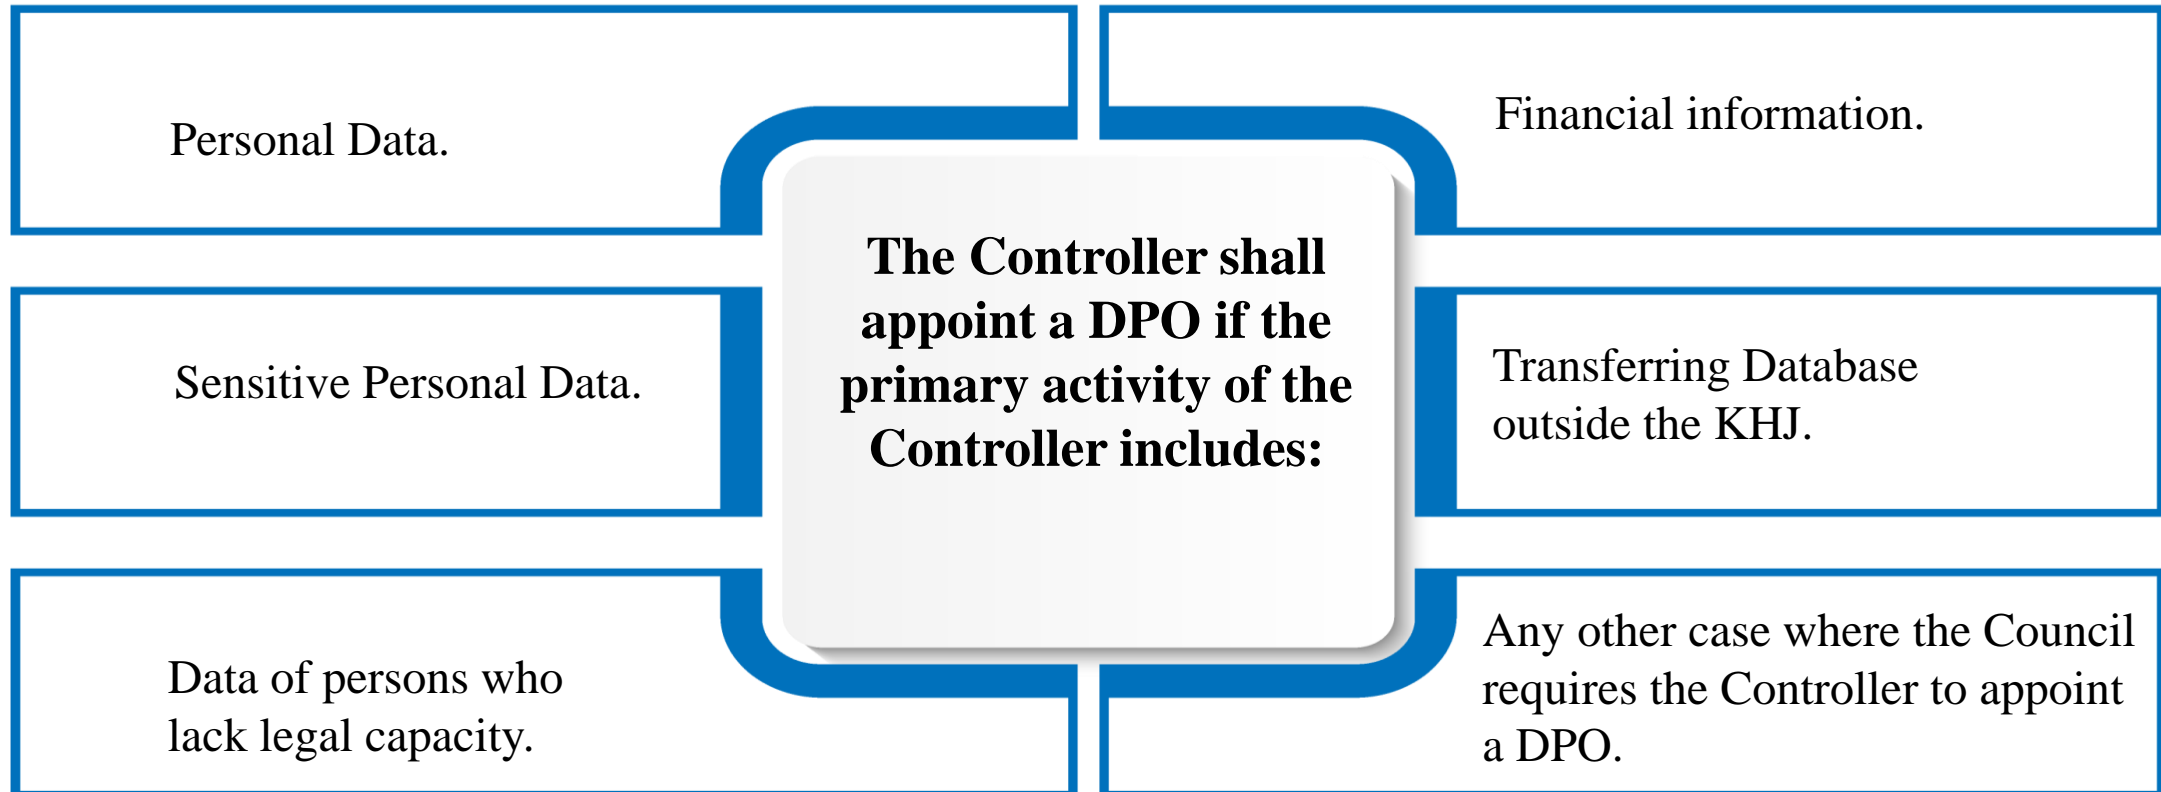 Personal Data.
Financial information.
The Controller shall
appoint a DPO if the
primary activity of the
Controller includes:
Sensitive Personal Data.
Transferring Database
outside the KHJ.
Data of persons who
lack legal capacity.
Any other case where the Council
requires the Controller to appoint
a DPO.